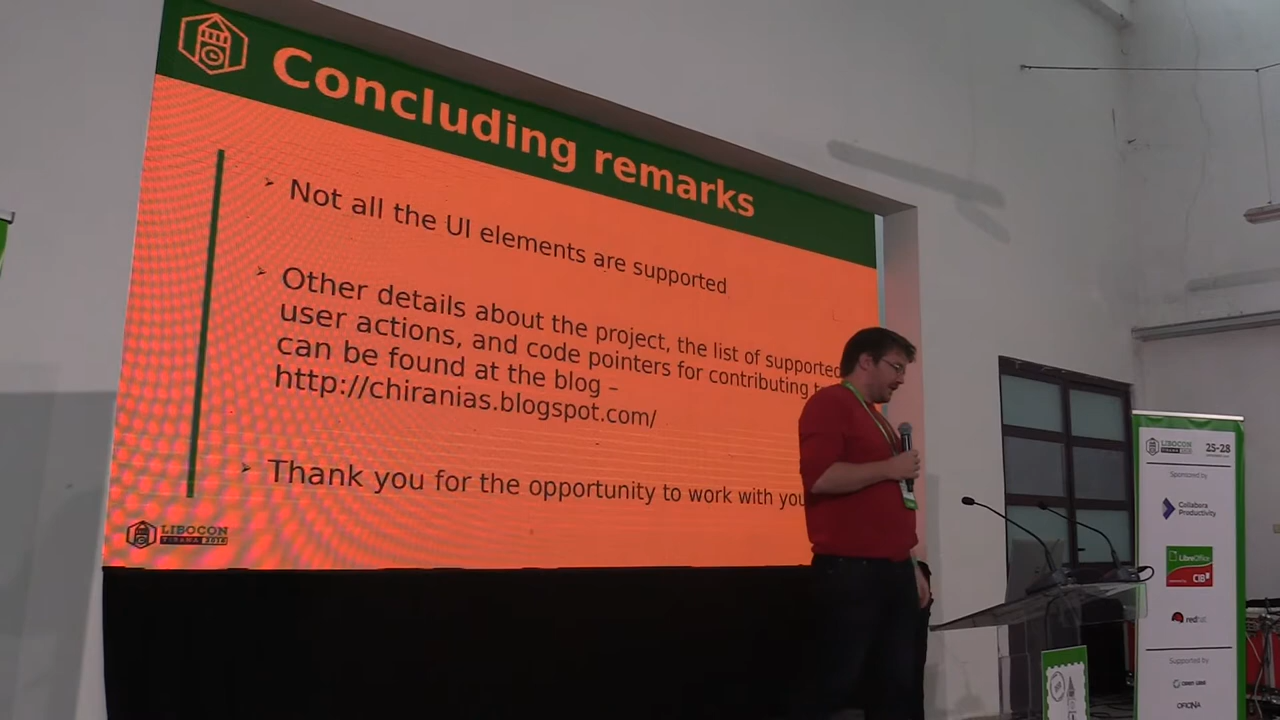 Concluding remarks
Not all the UI elements are supported
Other details about the project, the list of supported
user actions, and code pointers for contributing
can be found at the blog –
http://chiranias.blogspot.com/
Thank you for the opportunity to work with you
LIBOCON
TIRANA 2018
LIBOCON
TIRANA 2018
25-28
Sponsored by
Collabora
Productivity
LibreOffice
CIB
redhat
Supported by
OFICINA